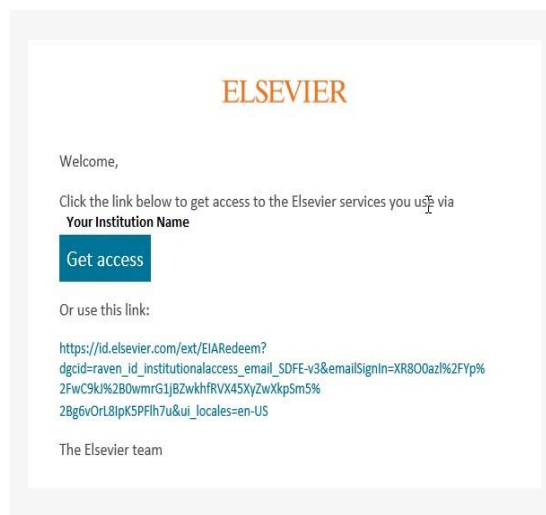 ELSEVIER
Welcome,
Click the link below to get access to the Elsevier services you use via
Your Institution Name
Get access
Or use this link:
https://id.elsevier.com/ext/EIARedeem?
dgcid=raven_id_institutionalaccess_email_SDFE-v3&emailSignIn=XR8O0azl%2FYp%
2FwC9kJ%2B0wmrG1jBZwkhfRVX45XyZwXkpSm5%
2Bg6vOrL8IpK5PFlh7u&ui_locales=en-US
The Elsevier team